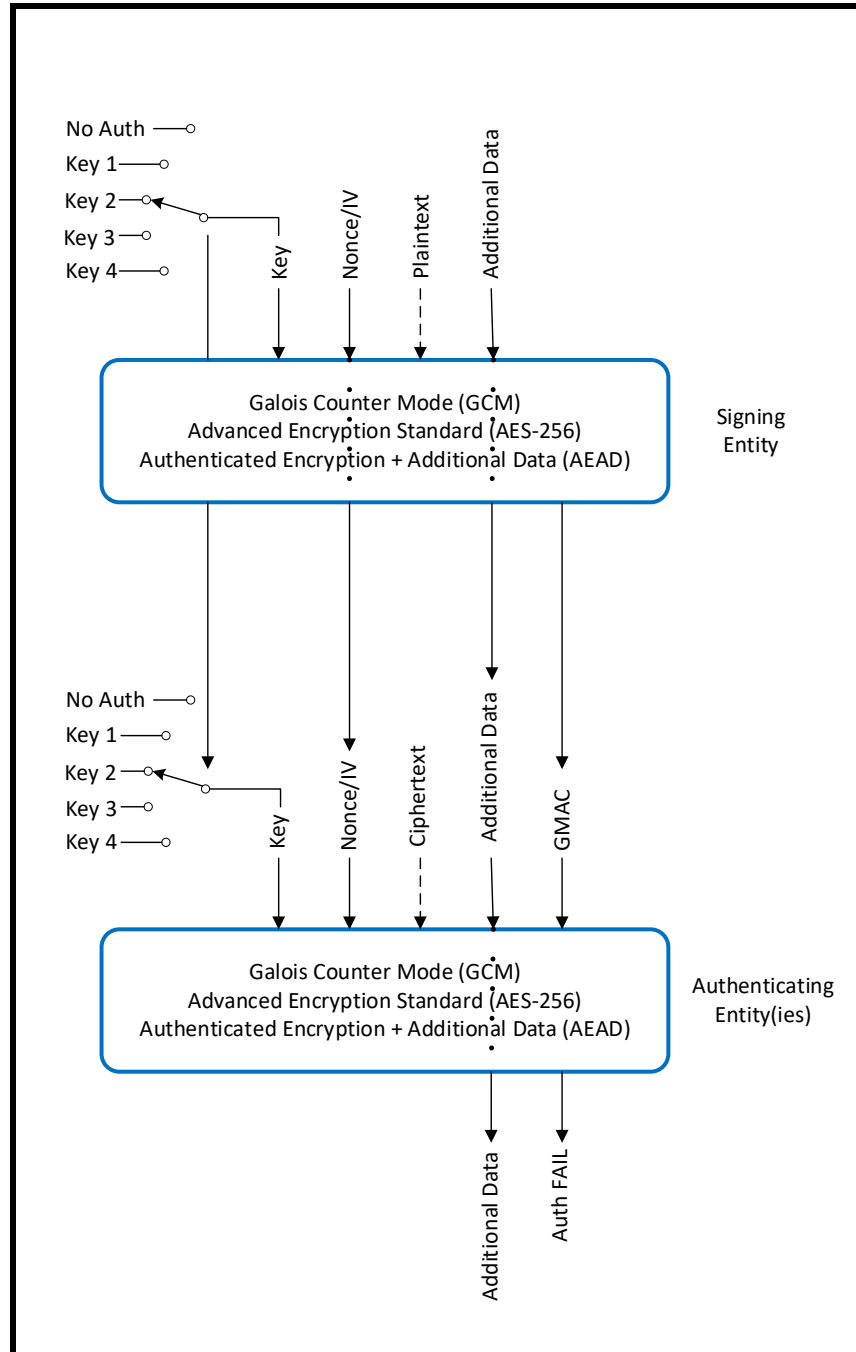 No Auth
Key 1
Key 2
Key 3
Key 4
Key
Nonce/IV
Plaintext
Additional Data
Galois Counter Mode (GCM)
Advanced Encryption Standard (AES-256)
Authenticated Encryption + Additional Data (AEAD)
Signing
Entity
No Auth
Key 1
Key 2
Key 3
Key 4
Key
Nonce/IV
Ciphertext
Additional Data
GMAC
Galois Counter Mode (GCM)
Advanced Encryption Standard (AES-256)
Authenticated Encryption + Additional Data (AEAD)
Authenticating
Entity(ies)
Additional Data
Auth FAIL